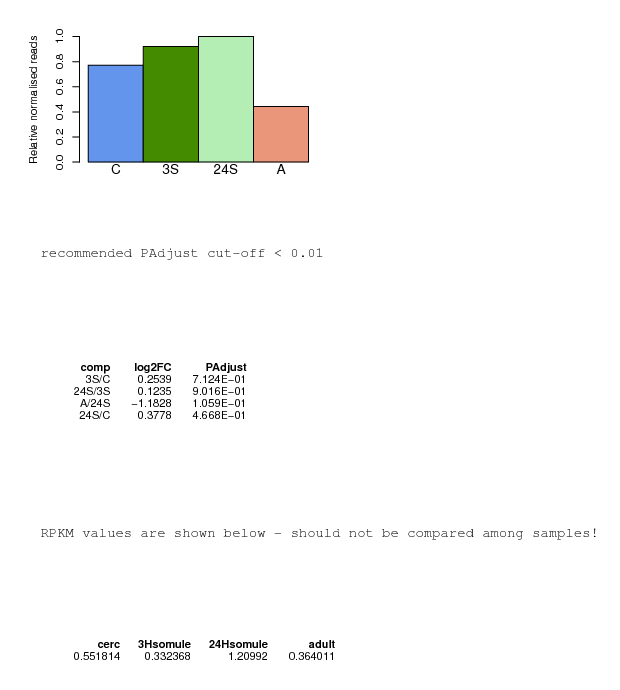 Relative normalised reads
1.0
0.8
0.6
0.4
0.2
0.0
C 3S 24S A
recommended PAdjust cut-off < 0.01
comp log2FC PAdjust
3S/C 0.2539 7.124E−01
24S/3S 0.1235 9.016E−01
A/24S −1.1828 1.059E−01
24S/C 0.3778 4.668E−01
RPKM values are shown below - should not be compared among samples!
cerc 3Hsomule 24Hsomule adult
0.551814 0.332368 1.20992 0.364011